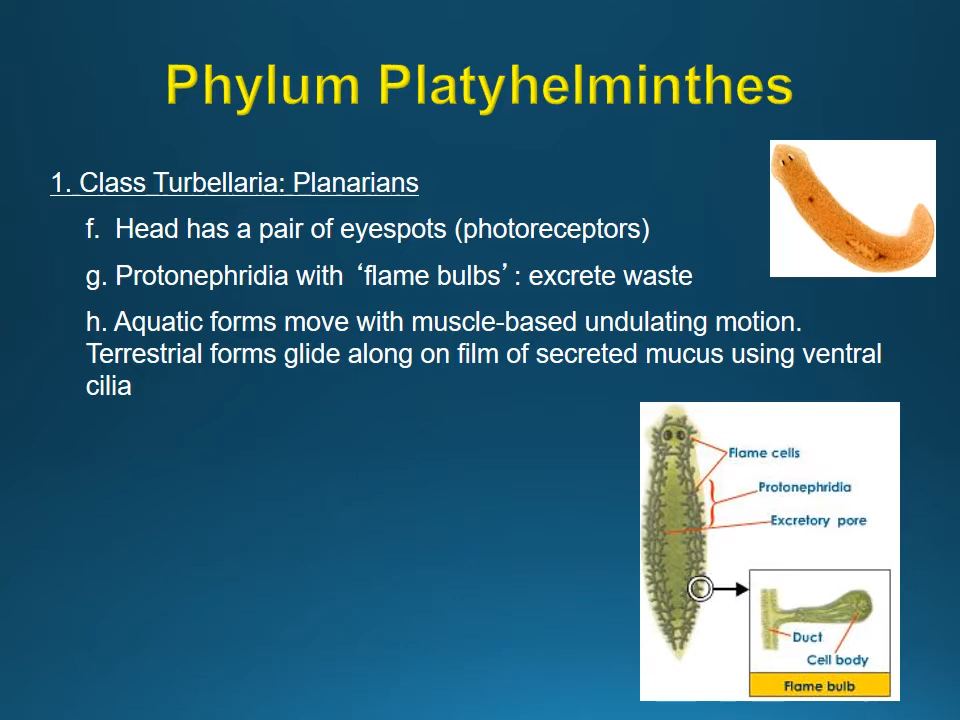 Phylum Platyhelminthes
1. Class Turbellaria: Planarians
f. Head has a pair of eyespots (photoreceptors)
g. Protonephridia with ‘flame bulbs’: excrete waste
h. Aquatic forms move with muscle-based undulating motion.
Terrestrial forms glide along on film of secreted mucus using ventral
cilia
Flame cells
Protonephridia
Excretory pore
Duct
Cell body
Flame bulb